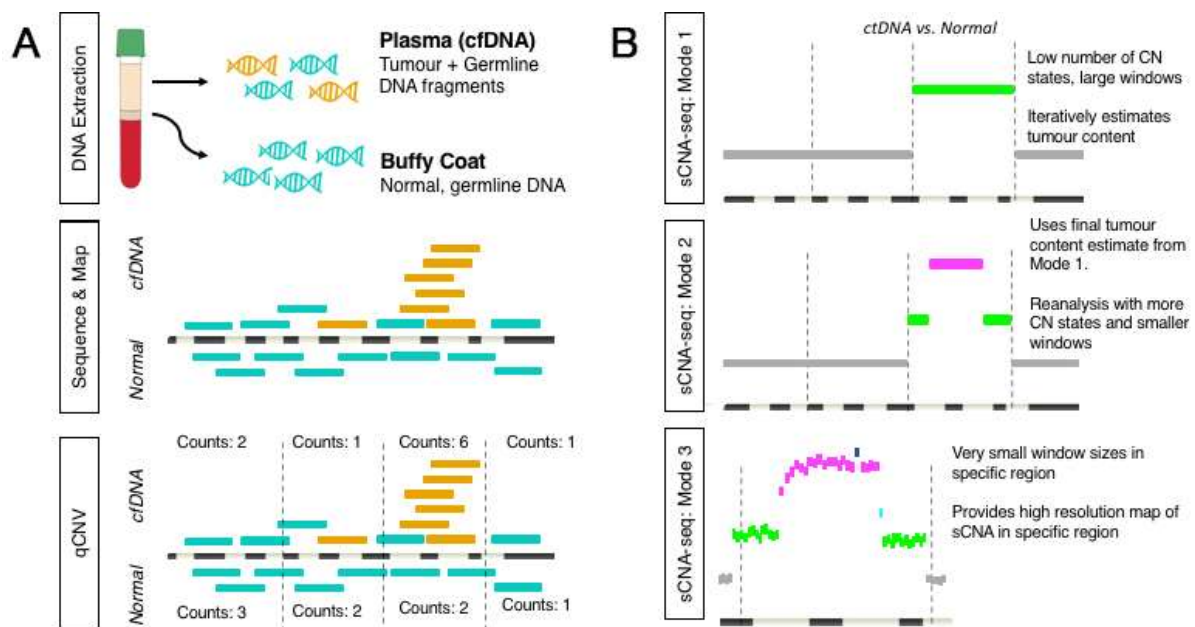 A
DNA Extraction
Plasma (cfDNA)
Tumour + Germline
DNA fragments
Buffy Coat
Normal, germline DNA
Sequence & Map
cfDNA
Normal
qCNV
Counts: 2
Counts: 1
Counts: 6
Counts: 1
cfDNA
Normal
Counts: 3
Counts: 2
Counts: 2
Counts: 1
B
sCNA-seq: Mode 1
ctDNA vs. Normal
Low number of CN
states, large windows
Iteratively estimates
tumour content
sCNA-seq: Mode 2
Uses final tumour
content estimate from
Mode 1.
Reanalysis with more
CN states and smaller
windows
sCNA-seq: Mode 3
Very small window sizes in
specific region
Provides high resolution map of
sCNA in specific region